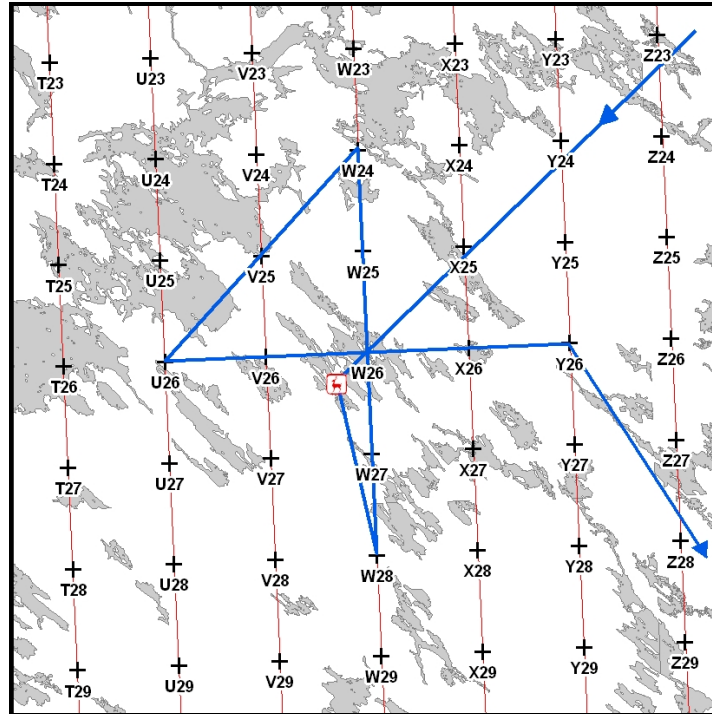 T23 U23 V23 W23 X23 Y23 Z23
T24 U24 V24 W24 X24 Y24 Z24
T25 U25 V25 W25 X25 Y25 Z25
T26 U26 V26 W26 X26 Y26 Z26
T27 U27 V27 W27 X27 Y27 Z27
T28 U28 V28 W28 X28 Y28 Z28
T29 U29 V29 W29 X29 Y29 Z29